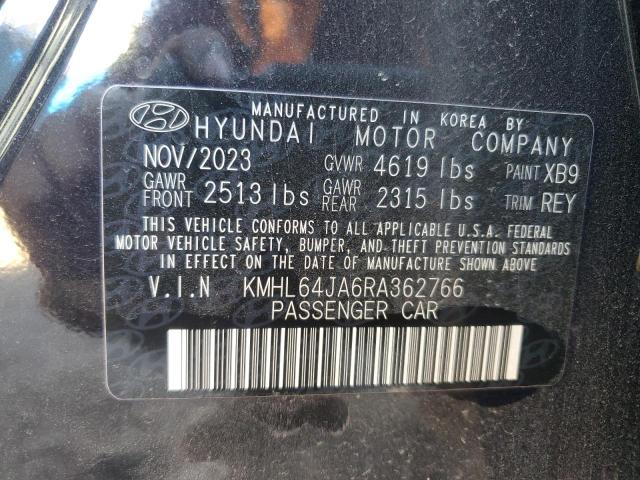 MANUFACTURED IN KOREA BY:
HYUNDAI MOTOR COMPANY
NOV/2023 GVWR 4619 lbs PAINT XB9
GAWR FRONT 2513 lbs GAWR REAR 2315 lbs TRIM REY
THIS VEHICLE CONFORMS TO ALL APPLICABLE U.S.A. FEDERAL
MOTOR VEHICLE SAFETY, BUMPER, AND THEFT PREVENTION STANDARDS
IN EFFECT ON THE DATE OF MANUFACTURE SHOWN ABOVE
V.I.N KMHL64JA6RA362766
PASSENGER CAR